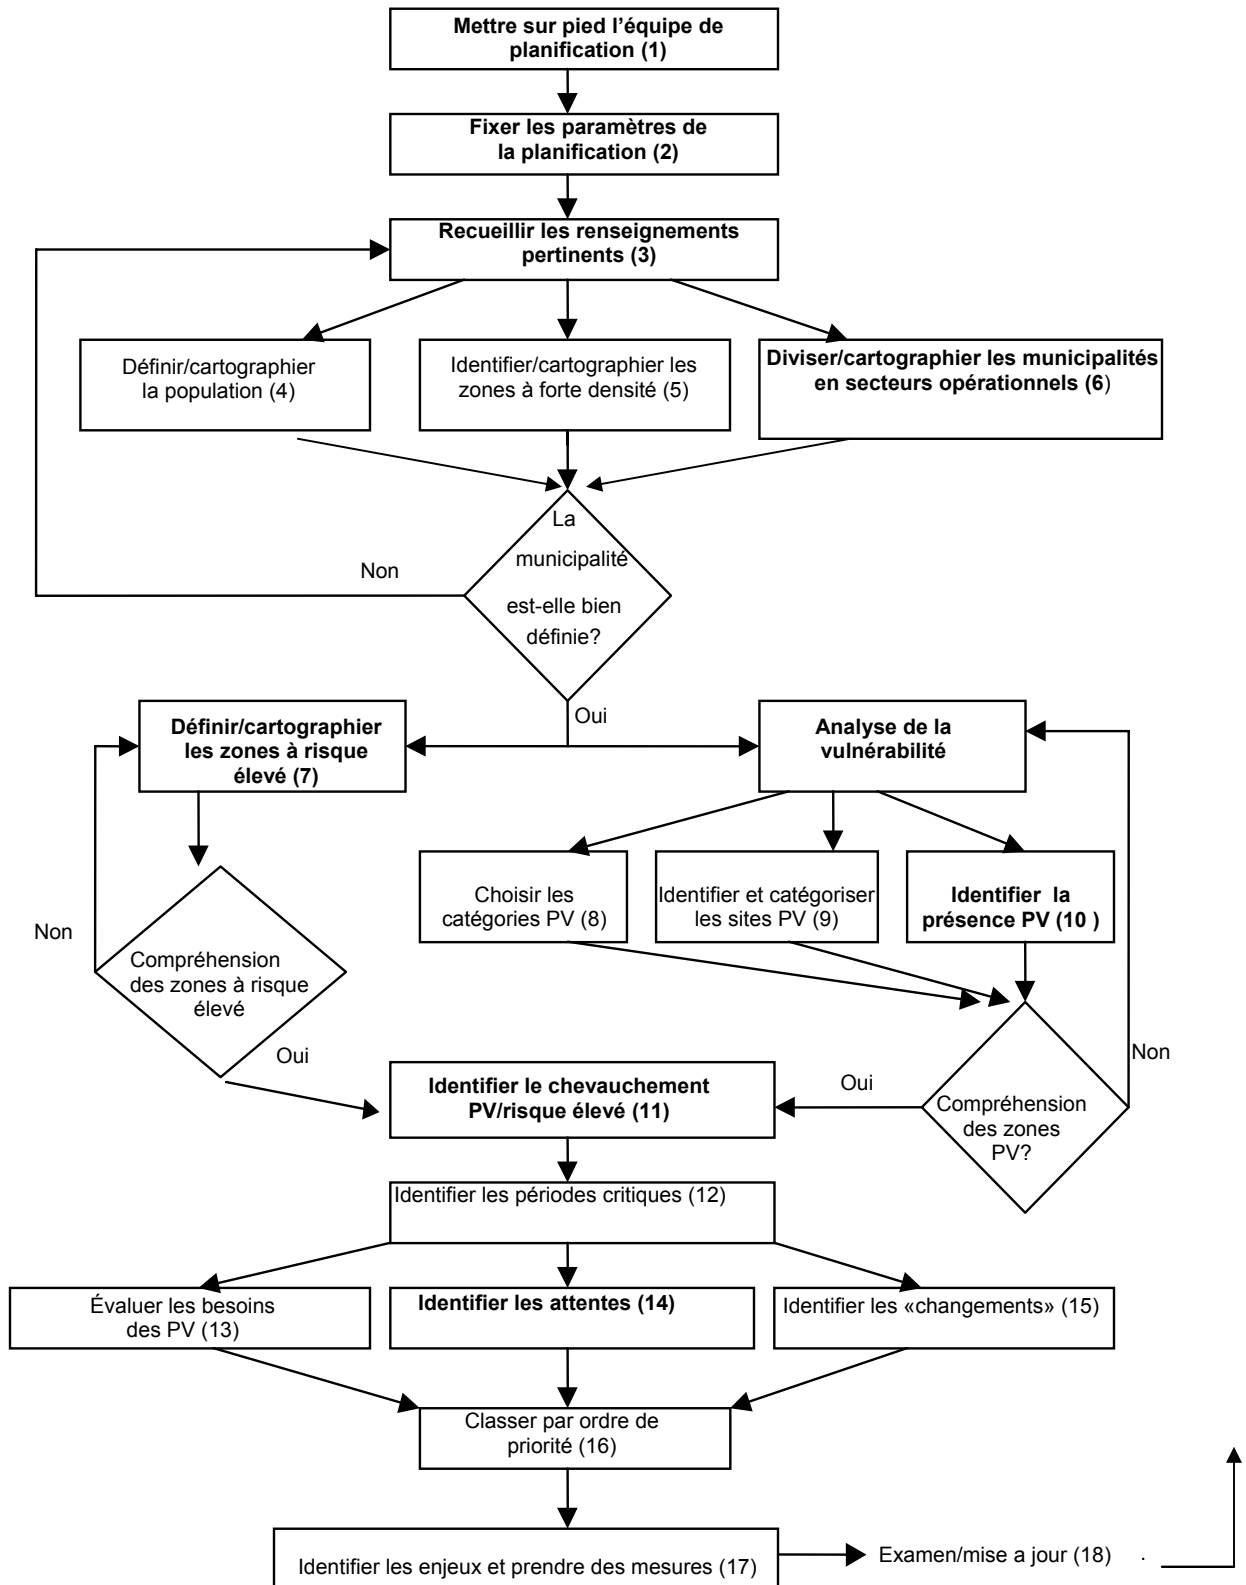 Mettre sur pied l’équipe de
planification (1)
Fixer les paramètres de
la planification (2)
Recueillir les renseignements
pertinents (3)
Définir/cartographier
la population (4)
Identifier/cartographier les
zones à forte densité (5)
Diviser/cartographier les municipalités
en secteurs opérationnels (6)
La
municipalité
est-elle bien
définie?
Non
Oui
Définir/cartographier
les zones à risque
élevé (7)
Analyse de la
vulnérabilité
Choisir les
catégories PV (8)
Identifier et catégoriser
les sites PV (9)
Identifier la
présence PV (10 )
Non
Compréhension
des zones à risque
élevé
Oui
Identifier le chevauchement
PV/risque élevé (11)
Oui
Non
Compréhension
des zones
PV?
Identifier les périodes critiques (12)
Évaluer les besoins
des PV (13)
Identifier les attentes (14)
Identifier les «changements» (15)
Classer par ordre de
priorité (16)
Identifier les enjeux et prendre des mesures (17)
Examen/mise a jour (18) .